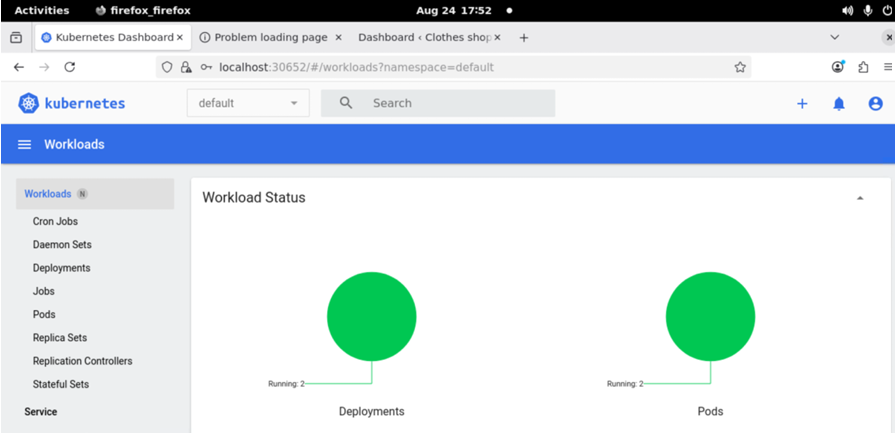 Activities firefox_firefox Aug 24 17:52
Kubernetes Dashboard Problem loading page Dashboard ‹ Clothes shop
localhost:30652/#/workloads?namespace=default
kubernetes default Search
Workloads
Workloads N
Cron Jobs
Daemon Sets
Deployments
Jobs
Pods
Replica Sets
Replication Controllers
Stateful Sets
Service
Workload Status
Running: 2 Running: 2
Deployments Pods